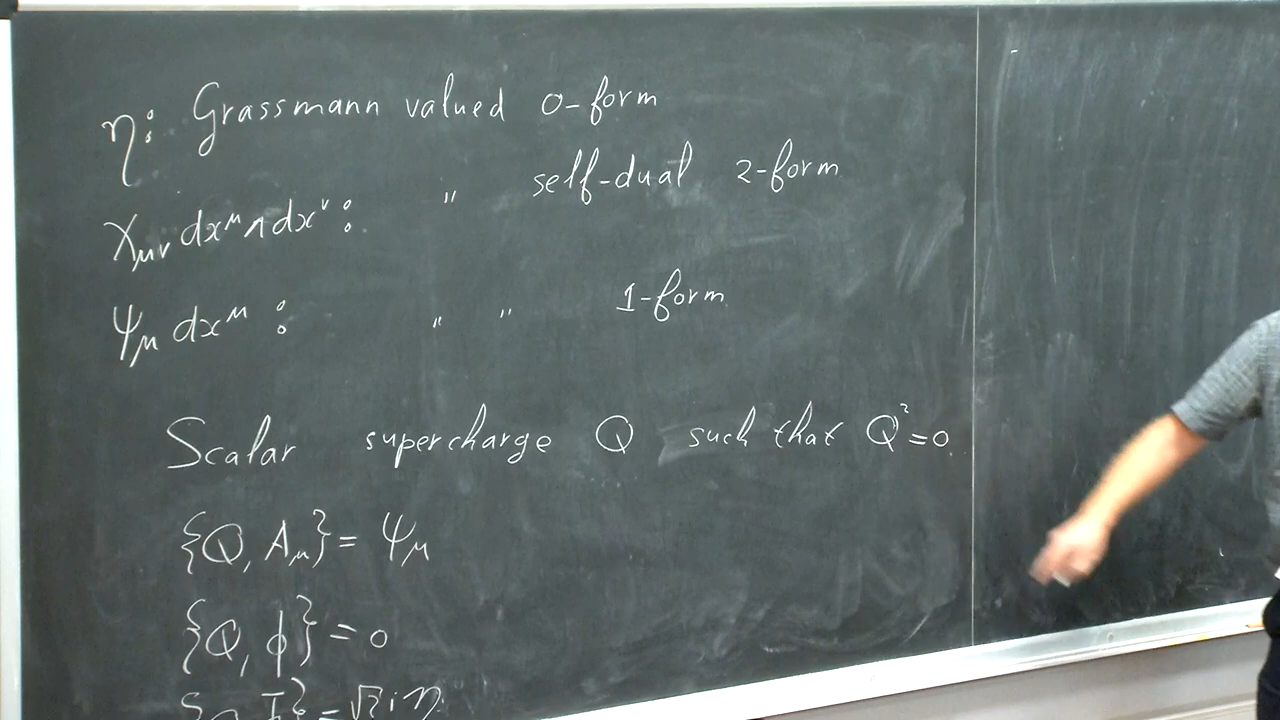 η: Grassmann valued 0-form
χ_μν dx^μ ∧ dx^ν : " self-dual 2-form
ψ_μ dx^μ : " " 1-form
Scalar supercharge Q such that Q²=0
{Q, A_μ} = ψ_μ
{Q, ϕ} = 0
= √2 i η